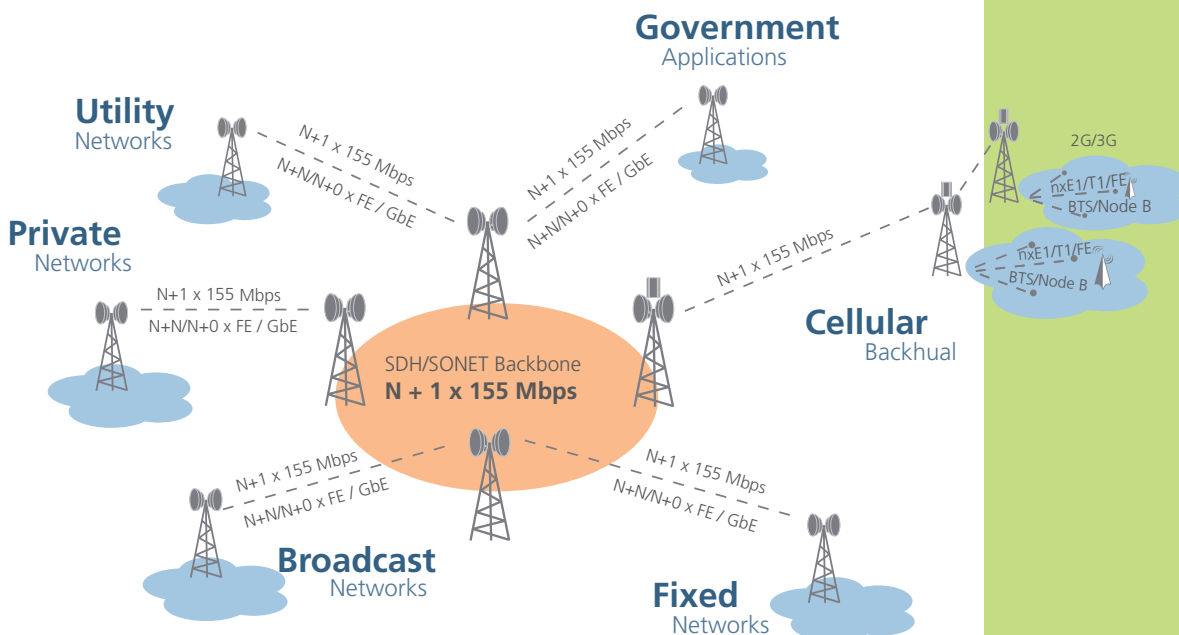 Government
Applications
Utility
Networks
N+1 x 155 Mbps
N+N/N+0 x FE / GbE
N+1 x 155 Mbps
N+N/N+0 x FE / GbE
2G/3G
nxE1/T1/FE
BTS/Node B
Private
Networks
N+1 x 155 Mbps
nxE1/T1/FE
BTS/Node B
N+1 x 155 Mbps
N+N/N+0 x FE / GbE
Cellular
Backhual
SDH/SONET Backbone
N + 1 x 155 Mbps
N+1 x 155 Mbps
N+N/N+0 x FE / GbE
N+1 x 155 Mbps
N+N/N+0 x FE / GbE
Broadcast
Networks
Fixed
Networks